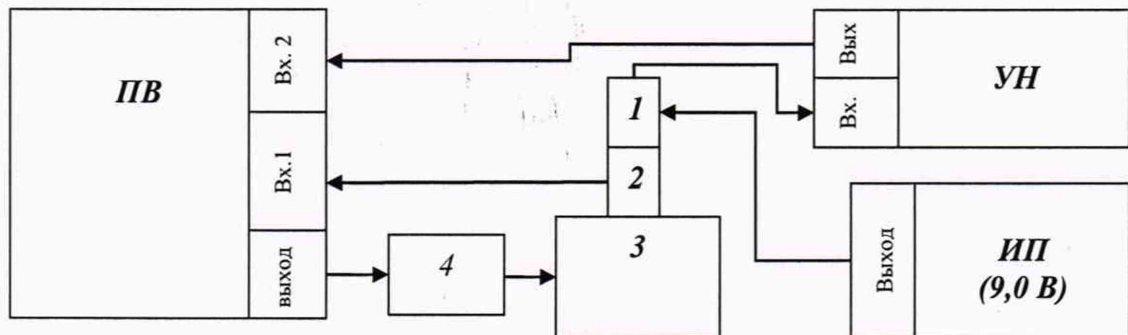 ПВ
Вх. 2
Вх.1
выход
1
2
3
4
Вых
Вх.
УН
Выход
ИП
(9,0 В)